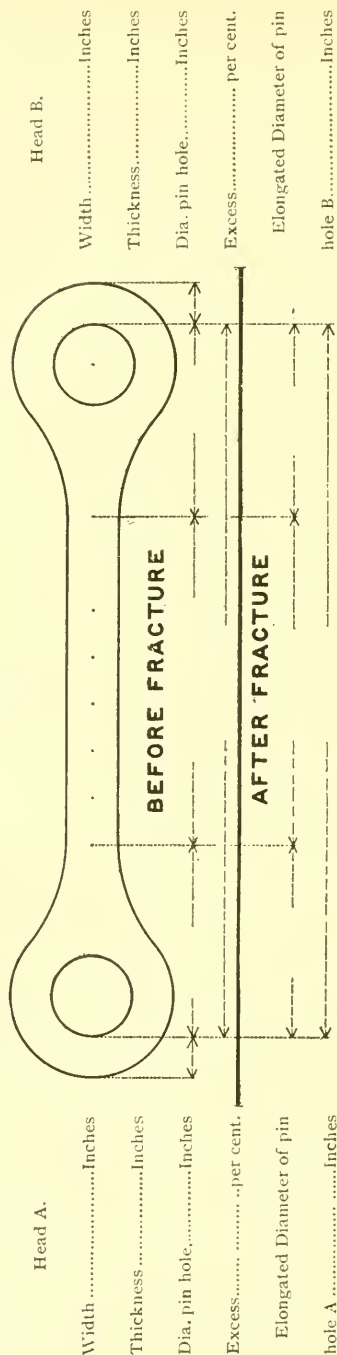 Head A.
Width......................Inches
Thickness..................Inches
Dia. pin hole..............Inches
Excess........ ......... ..per cent.
Elongated Diameter of pin
hole A ............... ......Inches
BEFORE FRACTURE
AFTER FRACTURE
Head B.
Width ......................Inches
Thickness..................Inches
Dia. pin hole..............Inches
Excess..................... per cent.
Elongated Diameter of pin
hole B......................Inches